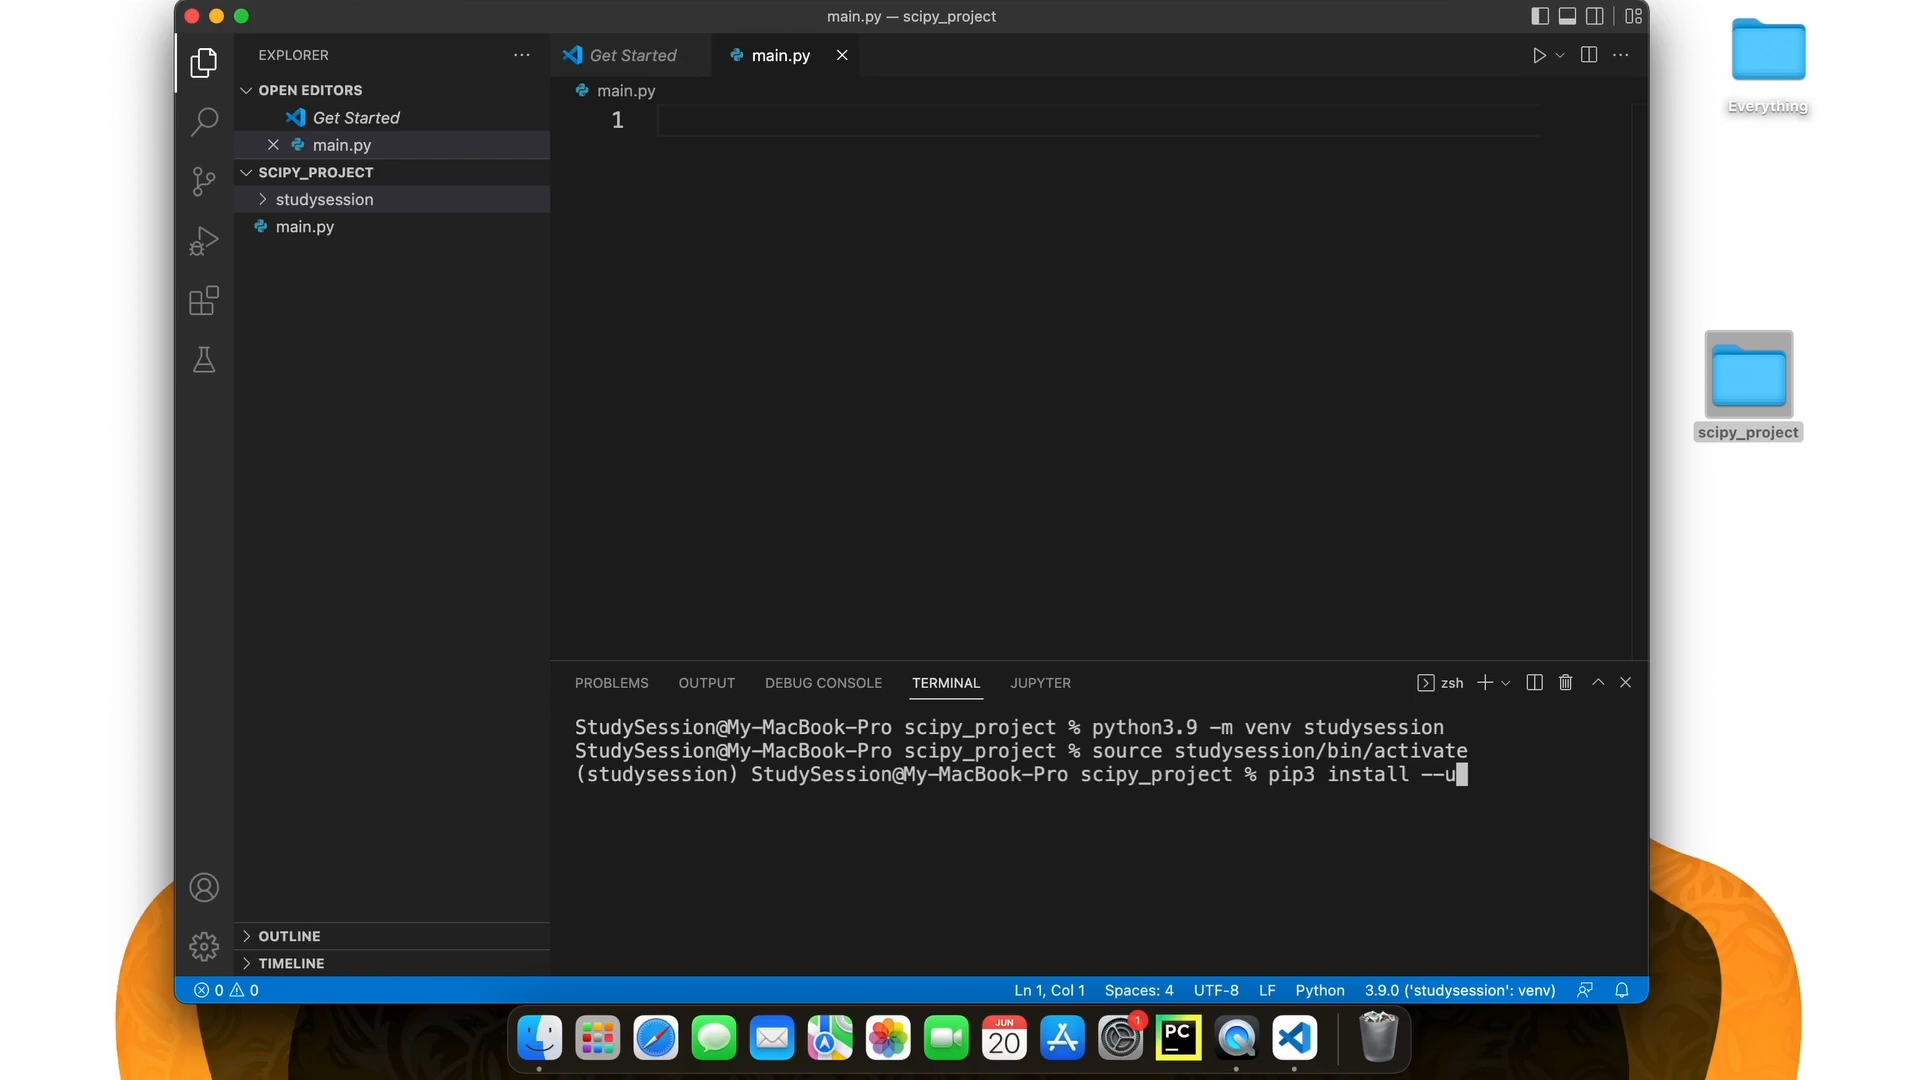 main.py — scipy_project
EXPLORER
Get Started
main.py
OPEN EDITORS
Get Started
main.py
SCIPY_PROJECT
studysession
main.py
main.py
1
Everything
scipy_project
PROBLEMS OUTPUT DEBUG CONSOLE TERMINAL JUPYTER
zsh
StudySession@My-MacBook-Pro scipy_project % python3.9 -m venv studysession
StudySession@My-MacBook-Pro scipy_project % source studysession/bin/activate
(studysession) StudySession@My-MacBook-Pro scipy_project % pip3 install --u
OUTLINE
TIMELINE
0 0
Ln 1, Col 1 Spaces: 4 UTF-8 LF Python 3.9.0 ('studysession': venv)
JUN
20
1
PC